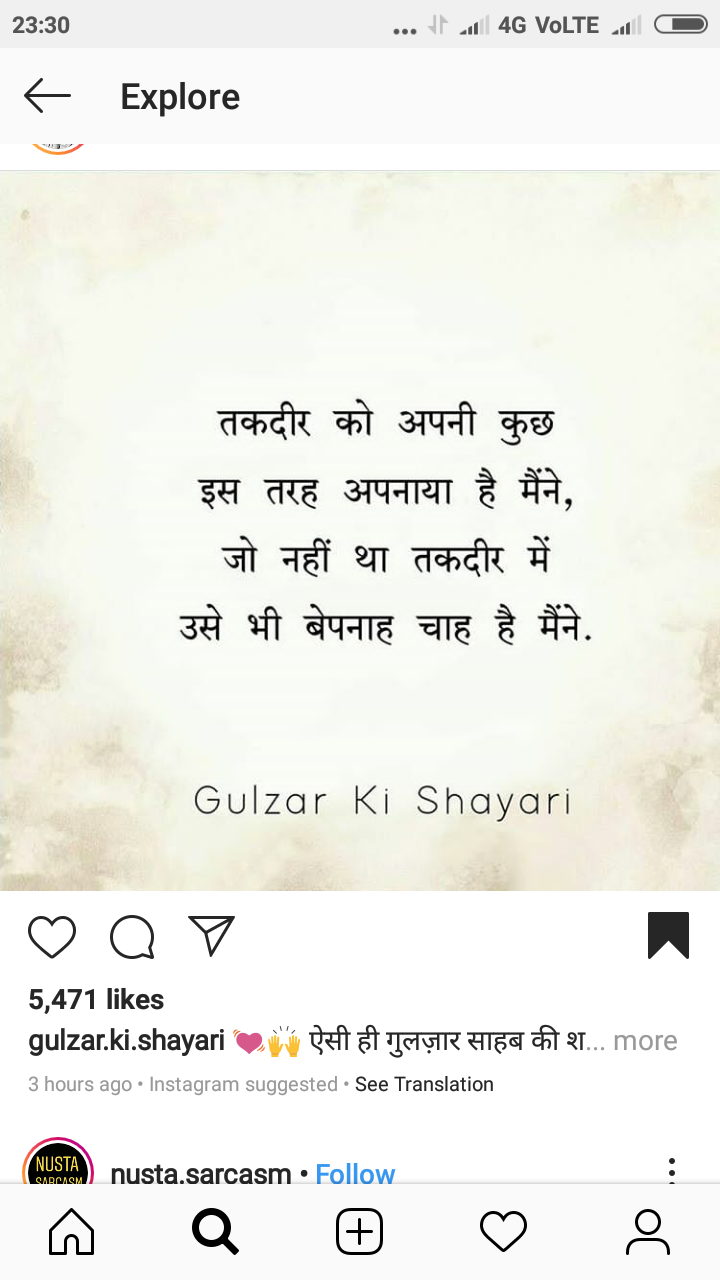 23:30
4G VoLTE
Explore
तकदीर को अपनी कुछ
इस तरह अपनाया है मैंने,
जो नहीं था तकदीर में
उसे भी बेपनाह चाह है मैंने.
Gulzar Ki Shayari
5,471 likes
gulzar.ki.shayari 💓🙌 ऐसी ही गुलज़ार साहब की श... more
3 hours ago • Instagram suggested • See Translation
NUSTA
SARCASM
nusta.sarcasm • Follow